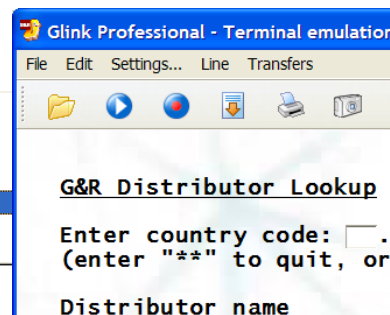 Glink Professional - Terminal emulation
File Edit Settings... Line Transfers
G&R Distributor Lookup
Enter country code: __.
(enter "**" to quit, or
Distributor name